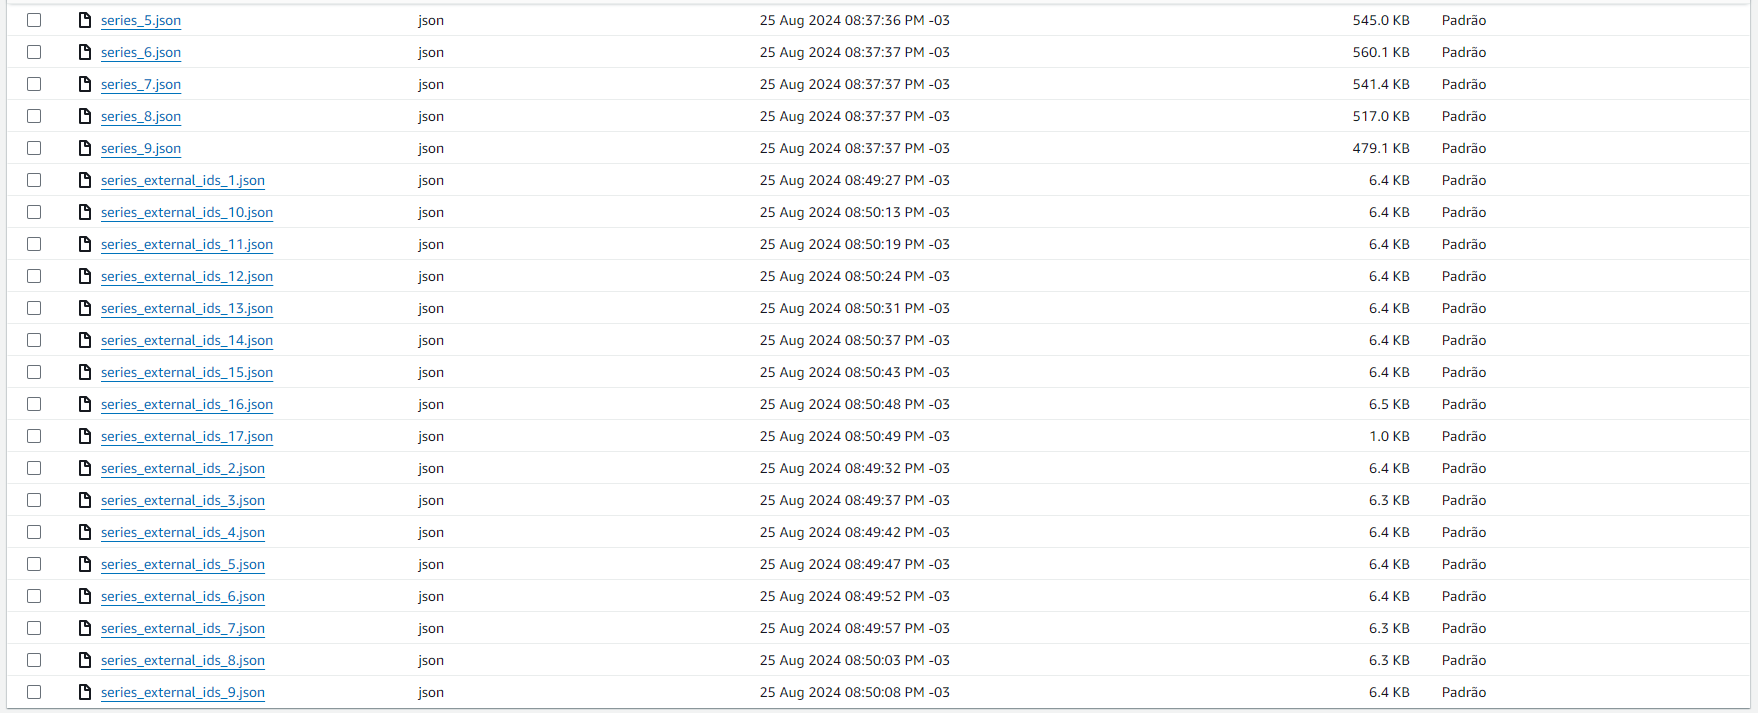 series_5.json json 25 Aug 2024 08:37:36 PM -03 545.0 KB Padrão
series_6.json json 25 Aug 2024 08:37:37 PM -03 560.1 KB Padrão
series_7.json json 25 Aug 2024 08:37:37 PM -03 541.4 KB Padrão
series_8.json json 25 Aug 2024 08:37:37 PM -03 517.0 KB Padrão
series_9.json json 25 Aug 2024 08:37:37 PM -03 479.1 KB Padrão
series_external_ids_1.json json 25 Aug 2024 08:49:27 PM -03 6.4 KB Padrão
series_external_ids_10.json json 25 Aug 2024 08:50:13 PM -03 6.4 KB Padrão
series_external_ids_11.json json 25 Aug 2024 08:50:19 PM -03 6.4 KB Padrão
series_external_ids_12.json json 25 Aug 2024 08:50:24 PM -03 6.4 KB Padrão
series_external_ids_13.json json 25 Aug 2024 08:50:31 PM -03 6.4 KB Padrão
series_external_ids_14.json json 25 Aug 2024 08:50:37 PM -03 6.4 KB Padrão
series_external_ids_15.json json 25 Aug 2024 08:50:43 PM -03 6.4 KB Padrão
series_external_ids_16.json json 25 Aug 2024 08:50:48 PM -03 6.5 KB Padrão
series_external_ids_17.json json 25 Aug 2024 08:50:49 PM -03 1.0 KB Padrão
series_external_ids_2.json json 25 Aug 2024 08:49:32 PM -03 6.4 KB Padrão
series_external_ids_3.json json 25 Aug 2024 08:49:37 PM -03 6.3 KB Padrão
series_external_ids_4.json json 25 Aug 2024 08:49:42 PM -03 6.4 KB Padrão
series_external_ids_5.json json 25 Aug 2024 08:49:47 PM -03 6.4 KB Padrão
series_external_ids_6.json json 25 Aug 2024 08:49:52 PM -03 6.4 KB Padrão
series_external_ids_7.json json 25 Aug 2024 08:49:57 PM -03 6.3 KB Padrão
series_external_ids_8.json json 25 Aug 2024 08:50:03 PM -03 6.3 KB Padrão
series_external_ids_9.json json 25 Aug 2024 08:50:08 PM -03 6.4 KB Padrão